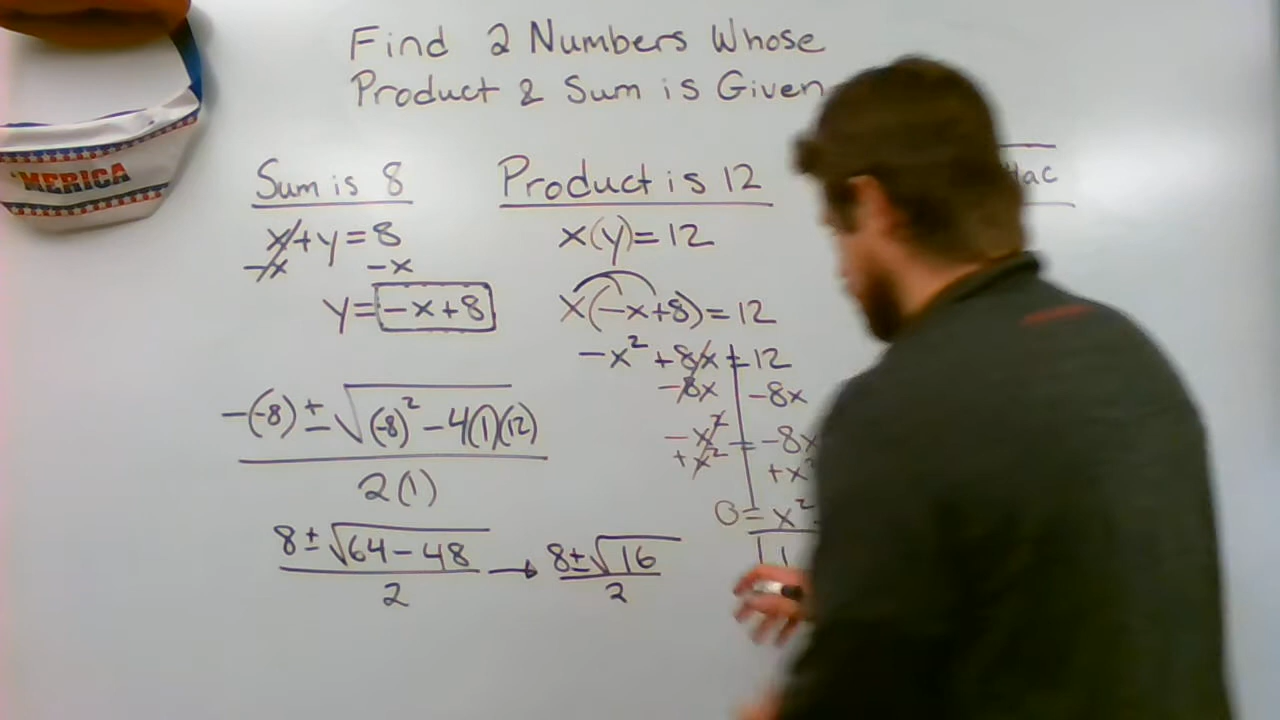 Find 2 Numbers Whose
Product & Sum is Given
'MERICA
Sum is 8
x+y=8
-x -x
y=-x+8
Product is 12
x(y)=12
x(-x+8)=12
-x²+8x=12
-8x -8x
-x²=-8x
+x² +x²
0=x²
-(-8)±√(-8)²-4(1)(12)
2(1)
8±√64-48
2
→
8±√16
2